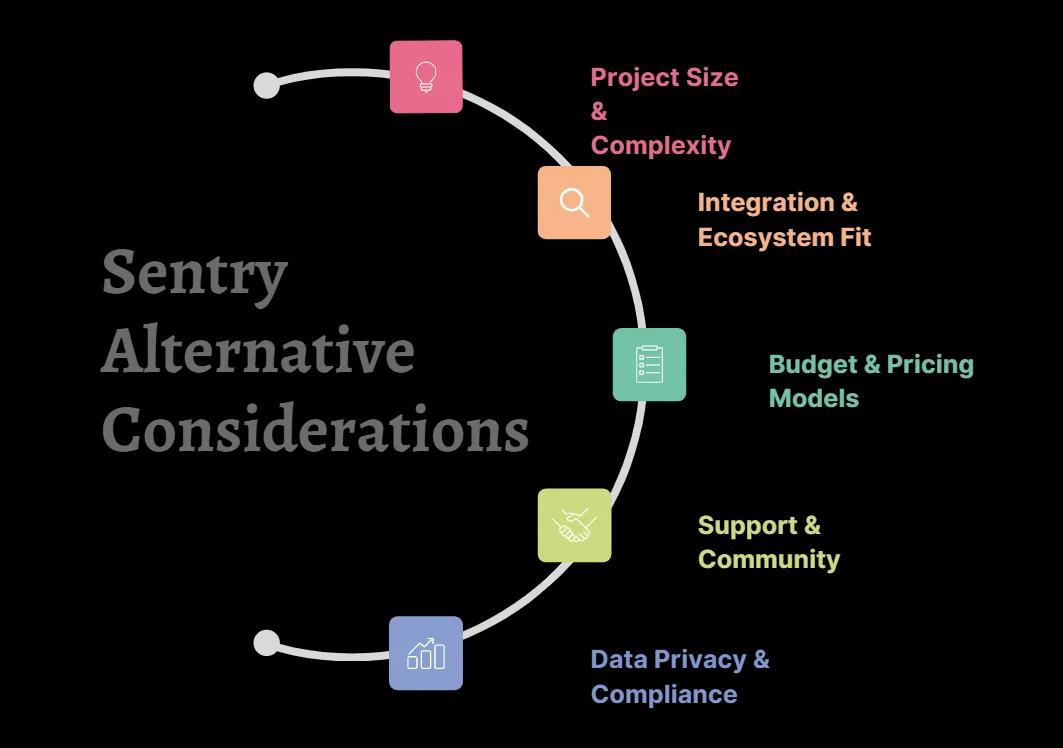 Sentry
Alternative
Considerations
Project Size
&
Complexity
Integration &
Ecosystem Fit
Budget & Pricing
Models
Support &
Community
Data Privacy &
Compliance